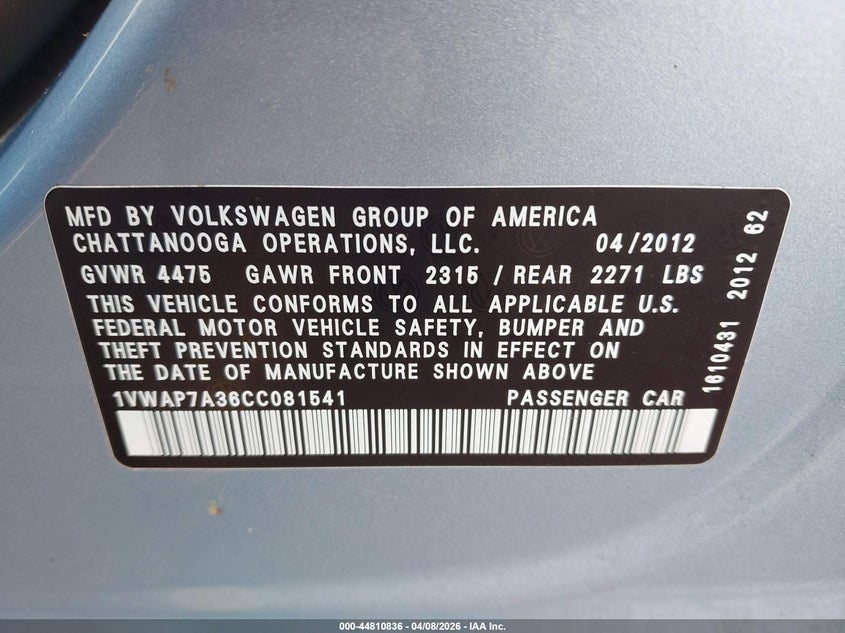 MFD BY VOLKSWAGEN GROUP OF AMERICA
CHATTANOOGA OPERATIONS, LLC. 04/2012
GVWR 4475 GAWR FRONT 2315 / REAR 2271 LBS
THIS VEHICLE CONFORMS TO ALL APPLICABLE U.S.
FEDERAL MOTOR VEHICLE SAFETY, BUMPER AND
THEFT PREVENTION STANDARDS IN EFFECT ON
THE DATE OF MANUFACTURE SHOWN ABOVE
1VWAP7A36CC081541 PASSENGER CAR
1610431 2012 62
000-44810836 - 04/08/2026 - IAA Inc.